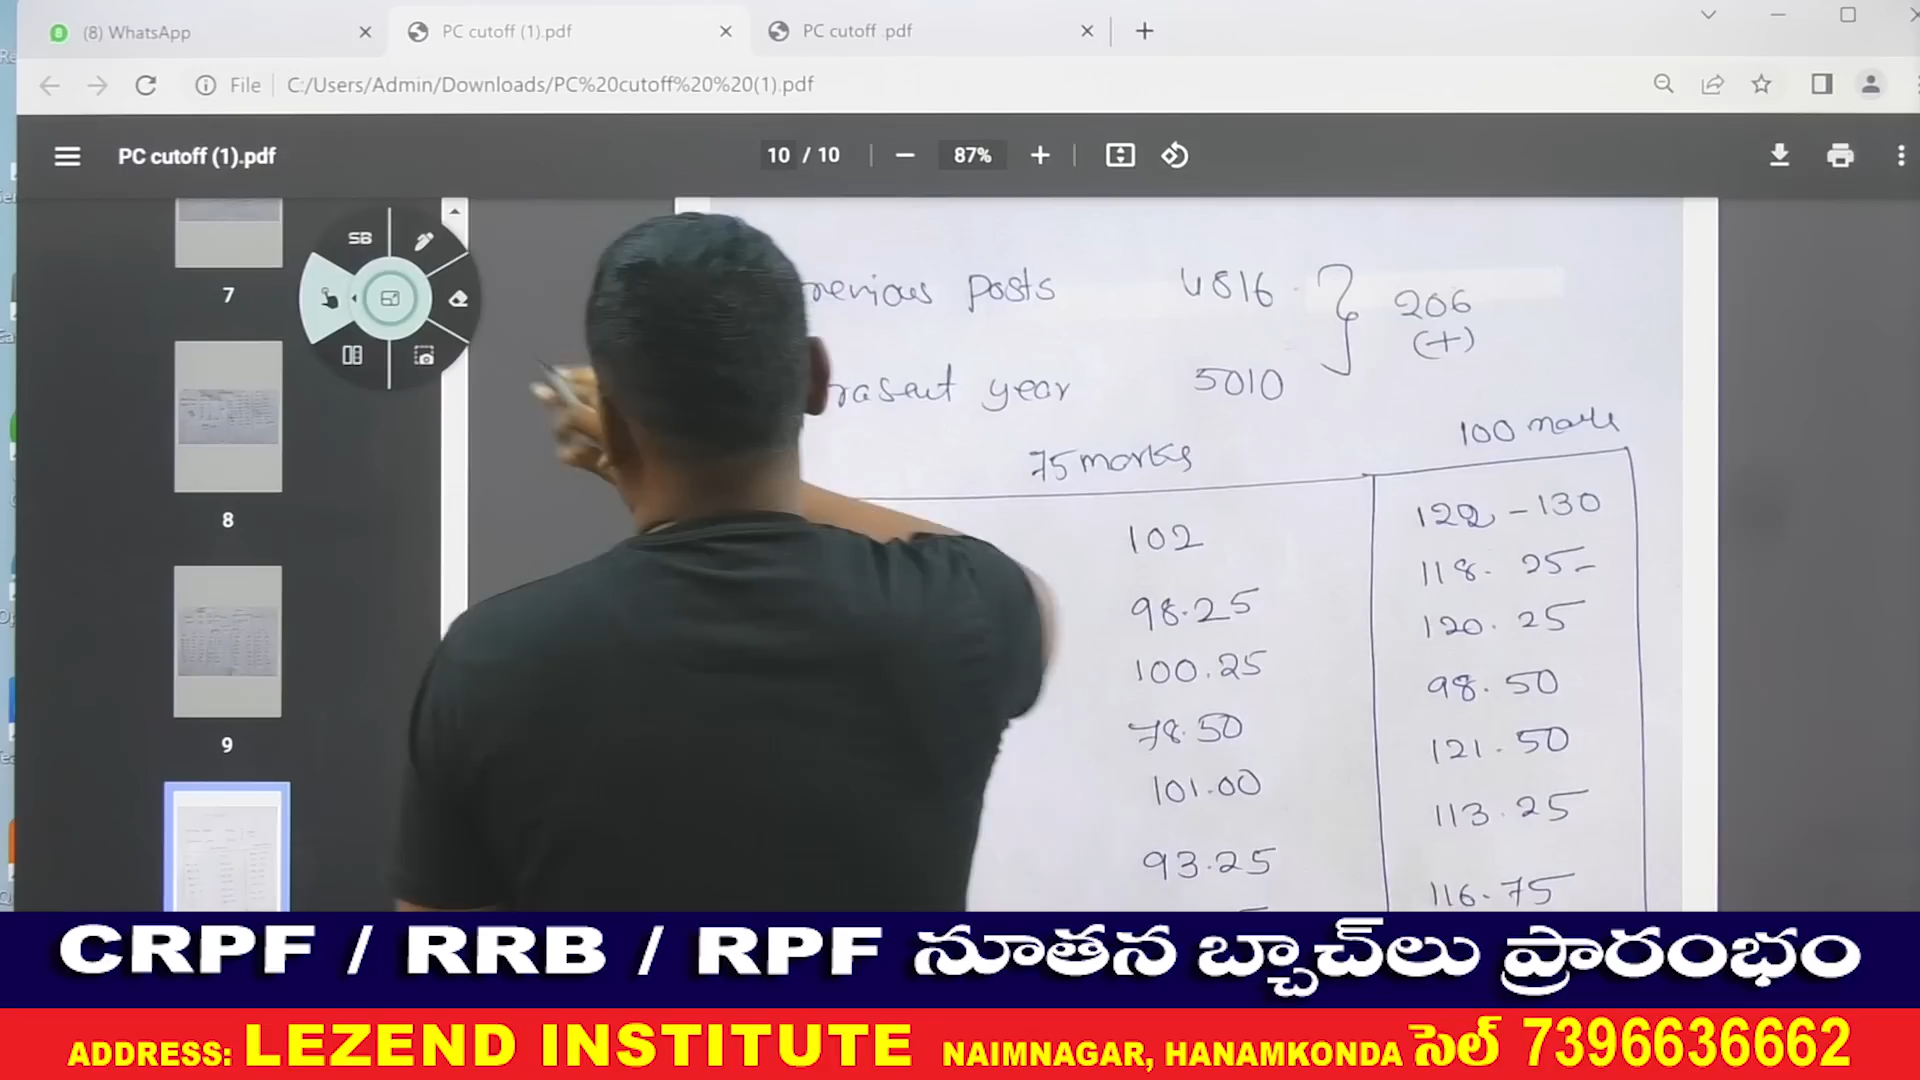 (8) WhatsApp
PC cutoff (1).pdf
PC cutoff .pdf
File
C:/Users/Admin/Downloads/PC%20cutoff%20%20(1).pdf
PC cutoff (1).pdf
10 / 10
87%
SB
7
8
9
revious posts 4816
206
(+)
rasent year 5010
75 marks
100 mark
102
122 - 130
98.25
118. 25-
100.25
120. 25
78.50
98. 50
101.00
121. 50
93.25
113. 25
116.75
CRPF / RRB / RPF నూతన బ్యాచ్‌లు ప్రారంభం
ADDRESS: LEZEND INSTITUTE NAIMNAGAR, HANAMKONDA సెల్ 7396636662